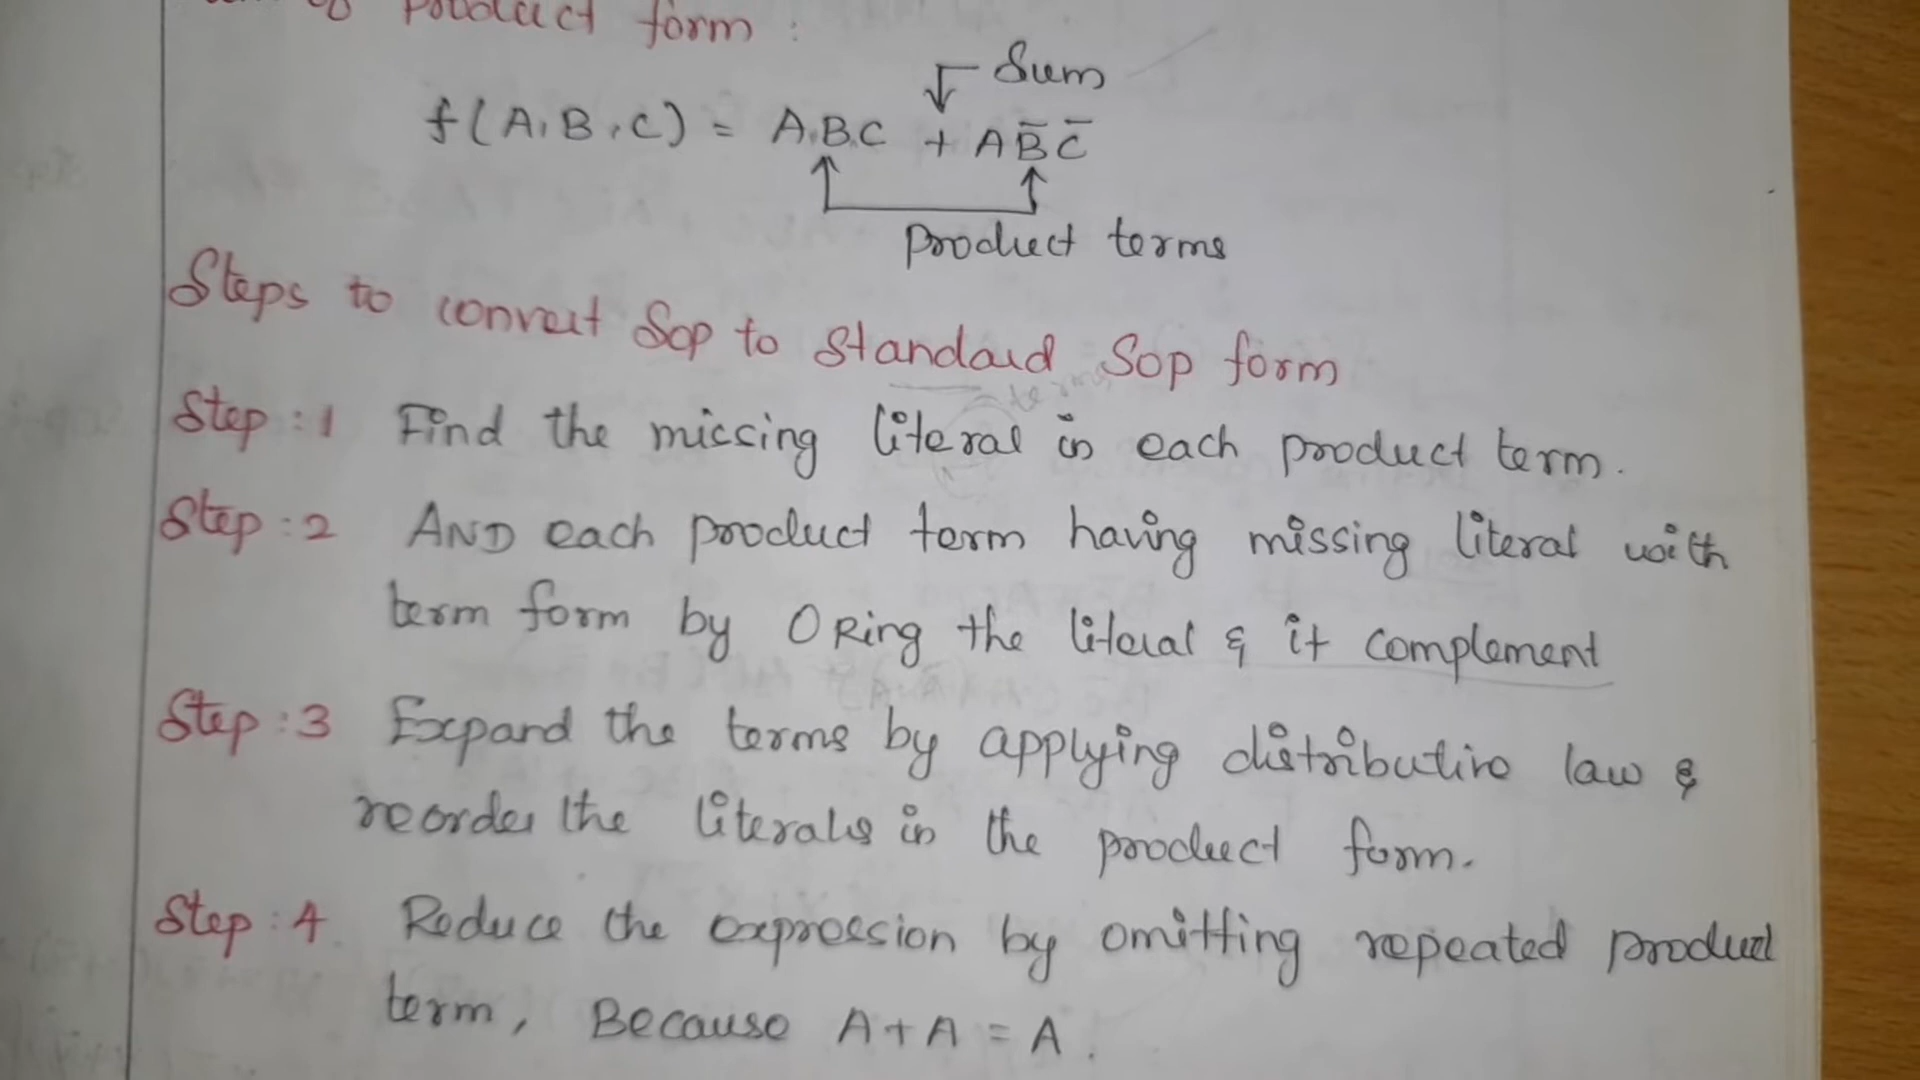 product form :
Sum
f(A,B,C) = A.B.C + A B̄ C̄
product terms
Steps to convert Sop to Standard Sop form
Step:1 Find the missing literal in each product term.
Step:2 AND each product term having missing literal with
term form by ORing the literal & it complement
Step:3 Expand the terms by applying distributive law &
reorder the literals in the product form.
Step:4 Reduce the expression by omitting repeated product
term, Because A+A = A.